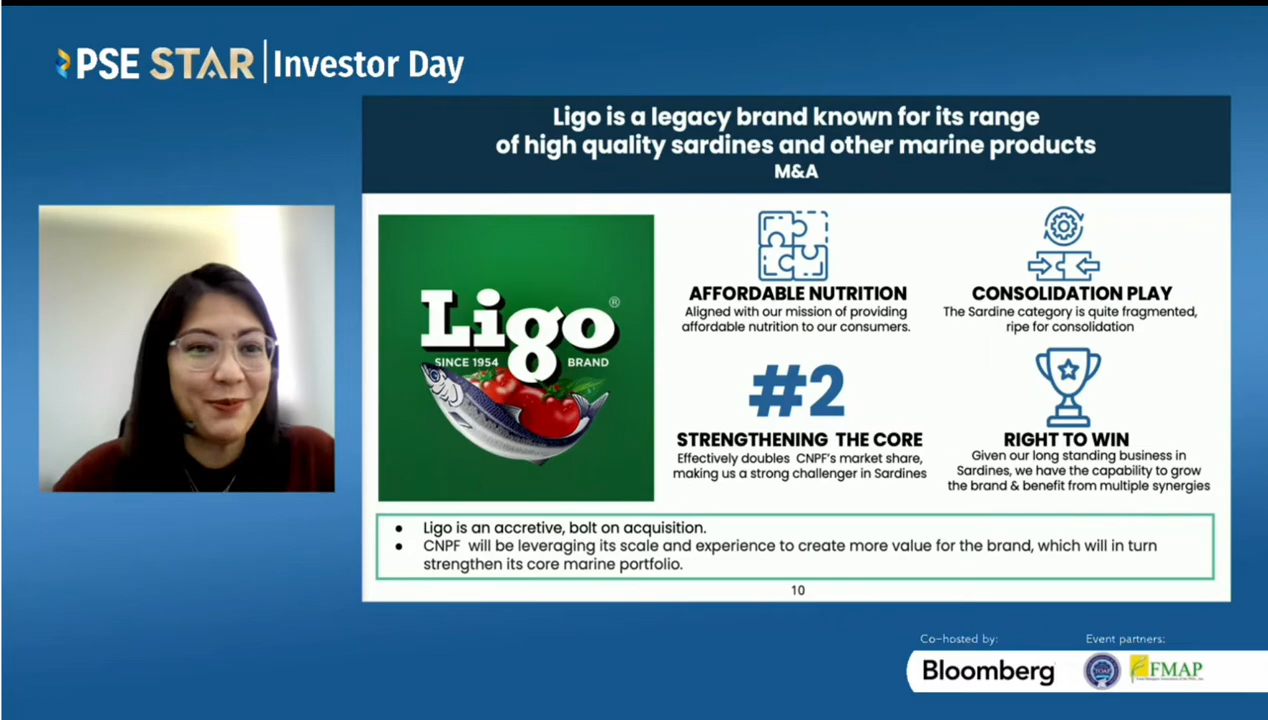 PSE STAR | Investor Day
Ligo is a legacy brand known for its range
of high quality sardines and other marine products
M&A
Ligo®
SINCE 1954 BRAND
AFFORDABLE NUTRITION
Aligned with our mission of providing
affordable nutrition to our consumers.
CONSOLIDATION PLAY
The Sardine category is quite fragmented,
ripe for consolidation
#2
STRENGTHENING THE CORE
Effectively doubles CNPF's market share,
making us a strong challenger in Sardines
RIGHT TO WIN
Given our long standing business in
Sardines, we have the capability to grow
the brand & benefit from multiple synergies
• Ligo is an accretive, bolt on acquisition.
• CNPF will be leveraging its scale and experience to create more value for the brand, which will in turn
strengthen its core marine portfolio.
10
Co-hosted by:
Bloomberg
Event partners:
FMAP